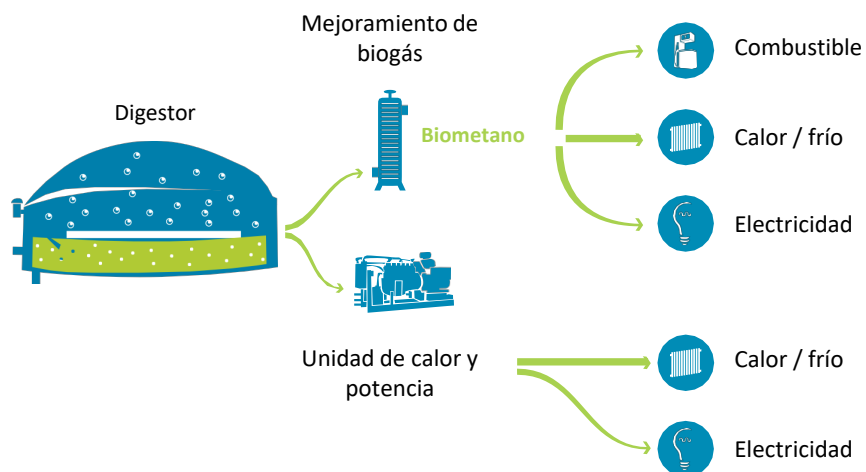 Mejoramiento de
biogás
Digestor
Biometano
Combustible
Calor / frío
Electricidad
Unidad de calor y
potencia
Calor / frío
Electricidad